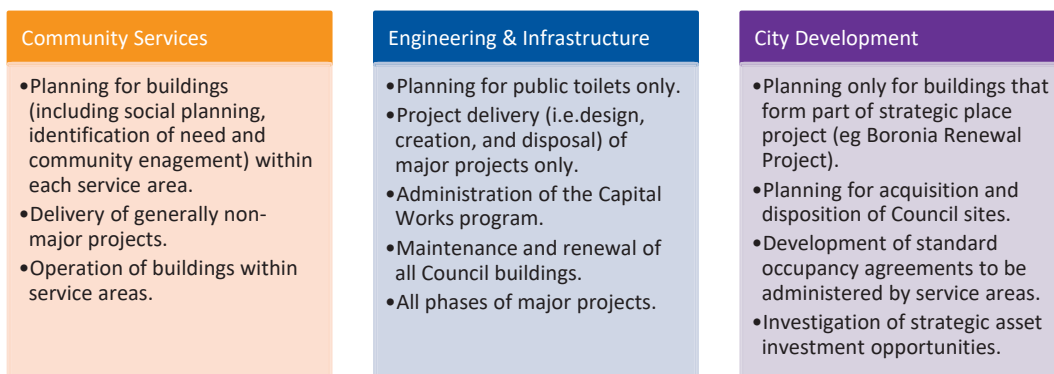 Community Services
•Planning for buildings
(including social planning,
identification of need and
community enagement) within
each service area.
•Delivery of generally non-
major projects.
•Operation of buildings within
service areas.
Engineering & Infrastructure
•Planning for public toilets only.
•Project delivery (i.e.design,
creation, and disposal) of
major projects only.
•Administration of the Capital
Works program.
•Maintenance and renewal of
all Council buildings.
•All phases of major projects.
City Development
•Planning only for buildings that
form part of strategic place
project (eg Boronia Renewal
Project).
•Planning for acquisition and
disposition of Council sites.
•Development of standard
occupancy agreements to be
administered by service areas.
•Investigation of strategic asset
investment opportunities.